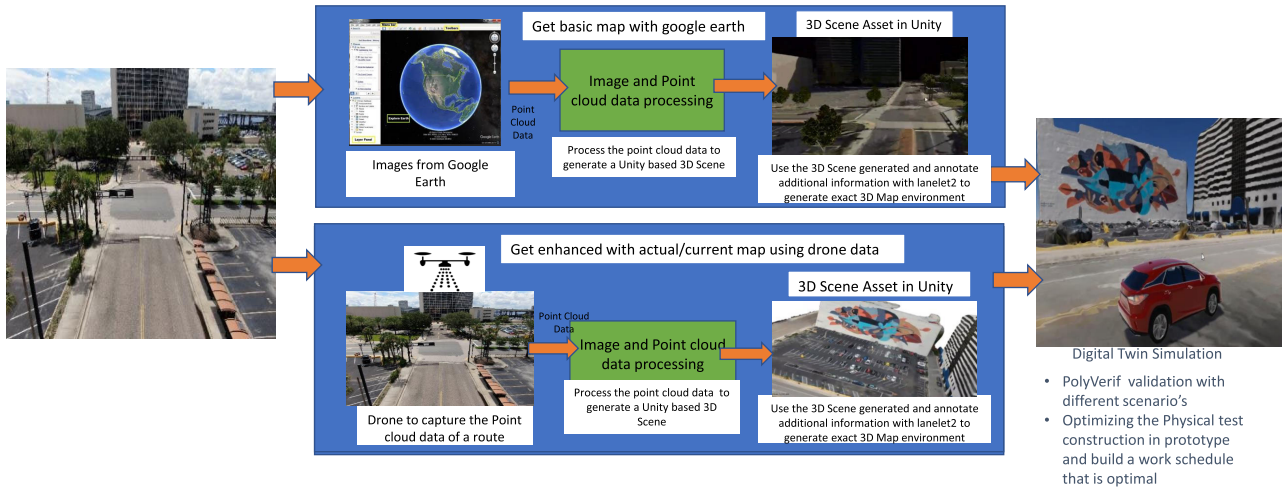 Get basic map with google earth
3D Scene Asset in Unity
Explore Earth
Layer Panel
Google Earth
Point
Cloud
Data
Image and Point
cloud data processing
Images from Google
Earth
Process the point cloud data to
generate a Unity based 3D Scene
Use the 3D Scene generated and annotate
additional information with lanelet2 to
generate exact 3D Map environment
Get enhanced with actual/current map using drone data
3D Scene Asset in Unity
Point Cloud
Data
Image and Point cloud
data processing
Drone to capture the Point
cloud data of a route
Process the point cloud data to
generate a Unity based 3D
Scene
Use the 3D Scene generated and annotate
additional information with lanelet2 to
generate exact 3D Map environment
Digital Twin Simulation
• PolyVerif validation with
different scenario's
• Optimizing the Physical test
construction in prototype
and build a work schedule
that is optimal